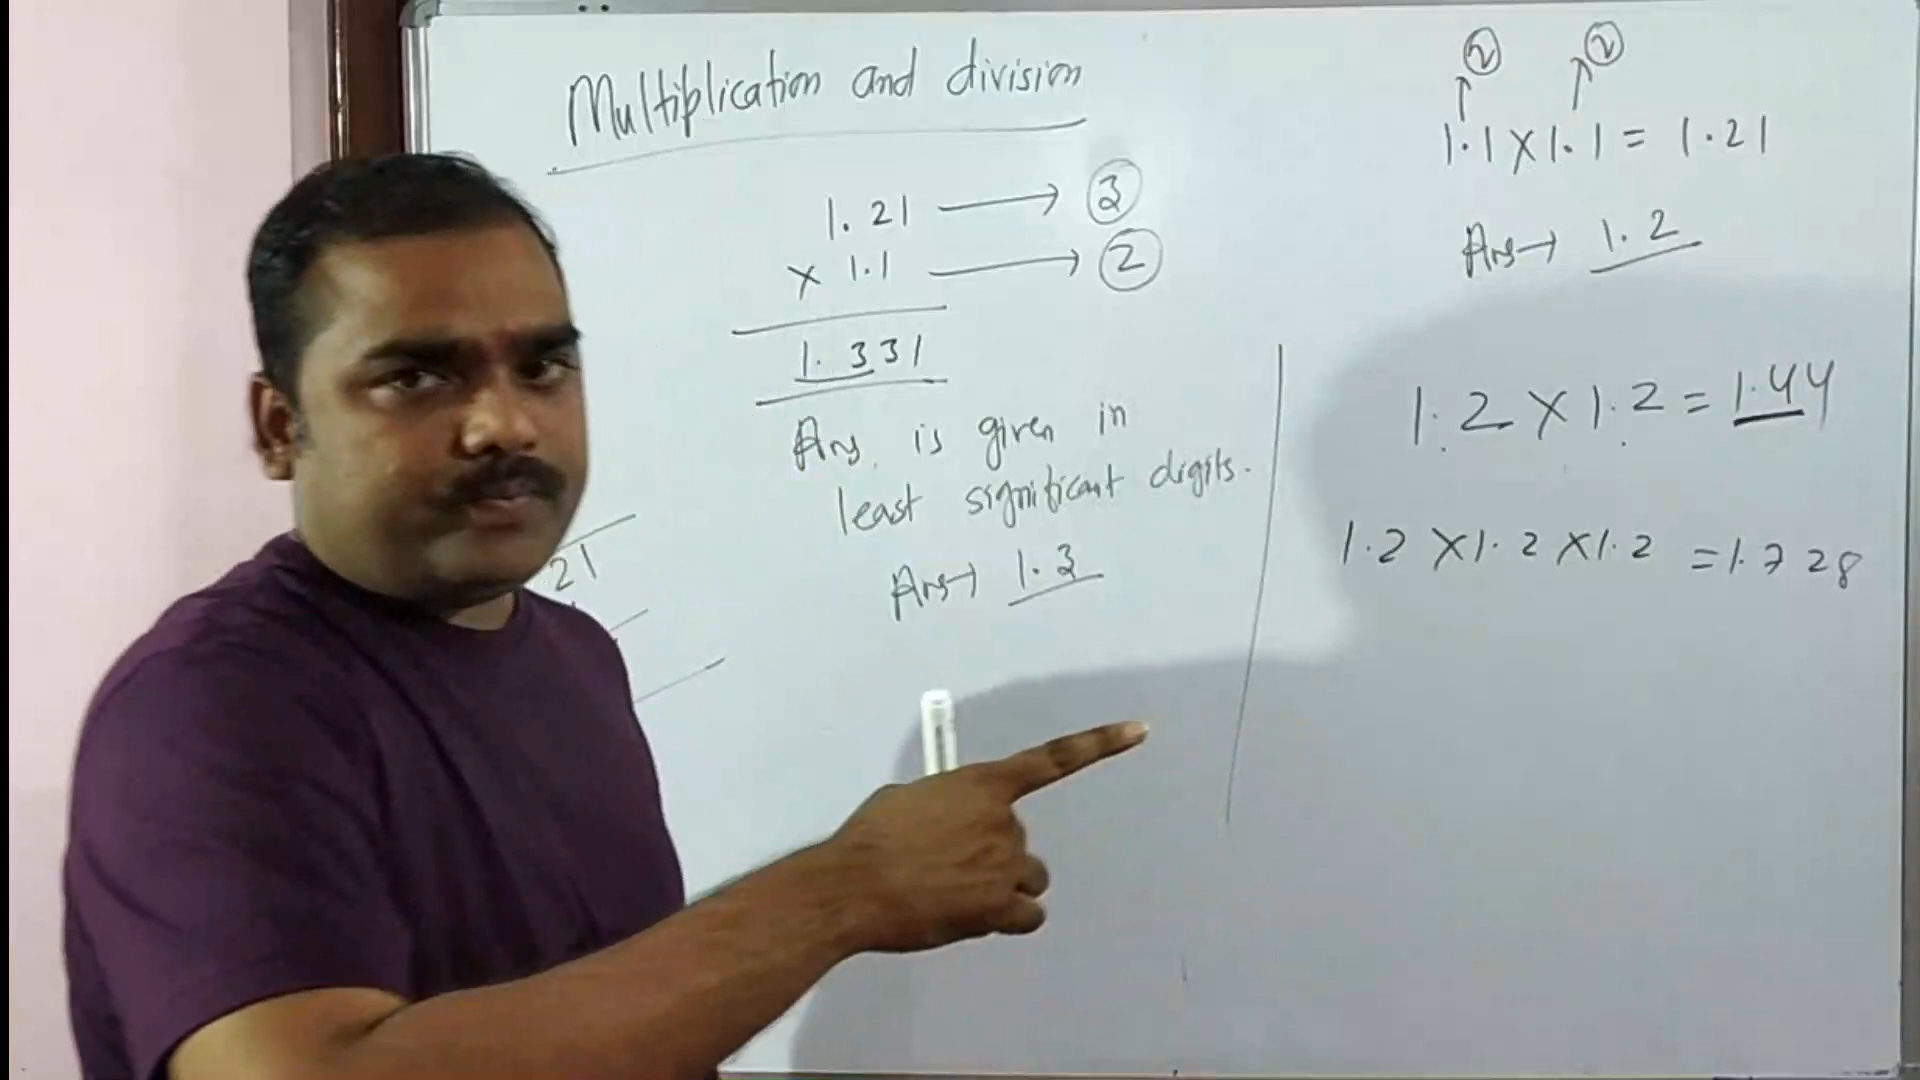 Multiplication and division
1.21 → ③
× 1.1 → ②
1.331
Ans. is given in
least significant digits.
Ans→ 1.3
21
② ②
1.1 × 1.1 = 1.21
Ans→ 1.2
1.2 × 1.2 = 1.44
1.2 × 1.2 × 1.2 = 1.728